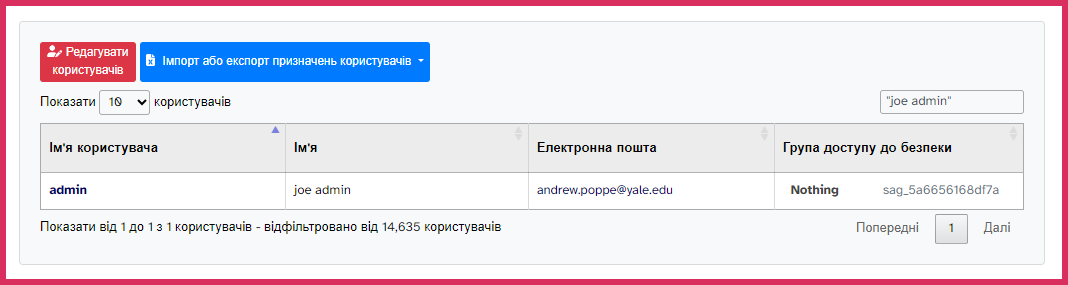 Редагувати
користувачів
Імпорт або експорт призначень користувачів
Показати 10 користувачів
"joe admin"
Ім'я користувача Ім'я Електронна пошта Група доступу до безпеки
admin joe admin andrew.poppe@yale.edu Nothing sag_5a6656168df7a
Показати від 1 до 1 з 1 користувачів - відфільтровано від 14,635 користувачів
Попередні 1 Далі